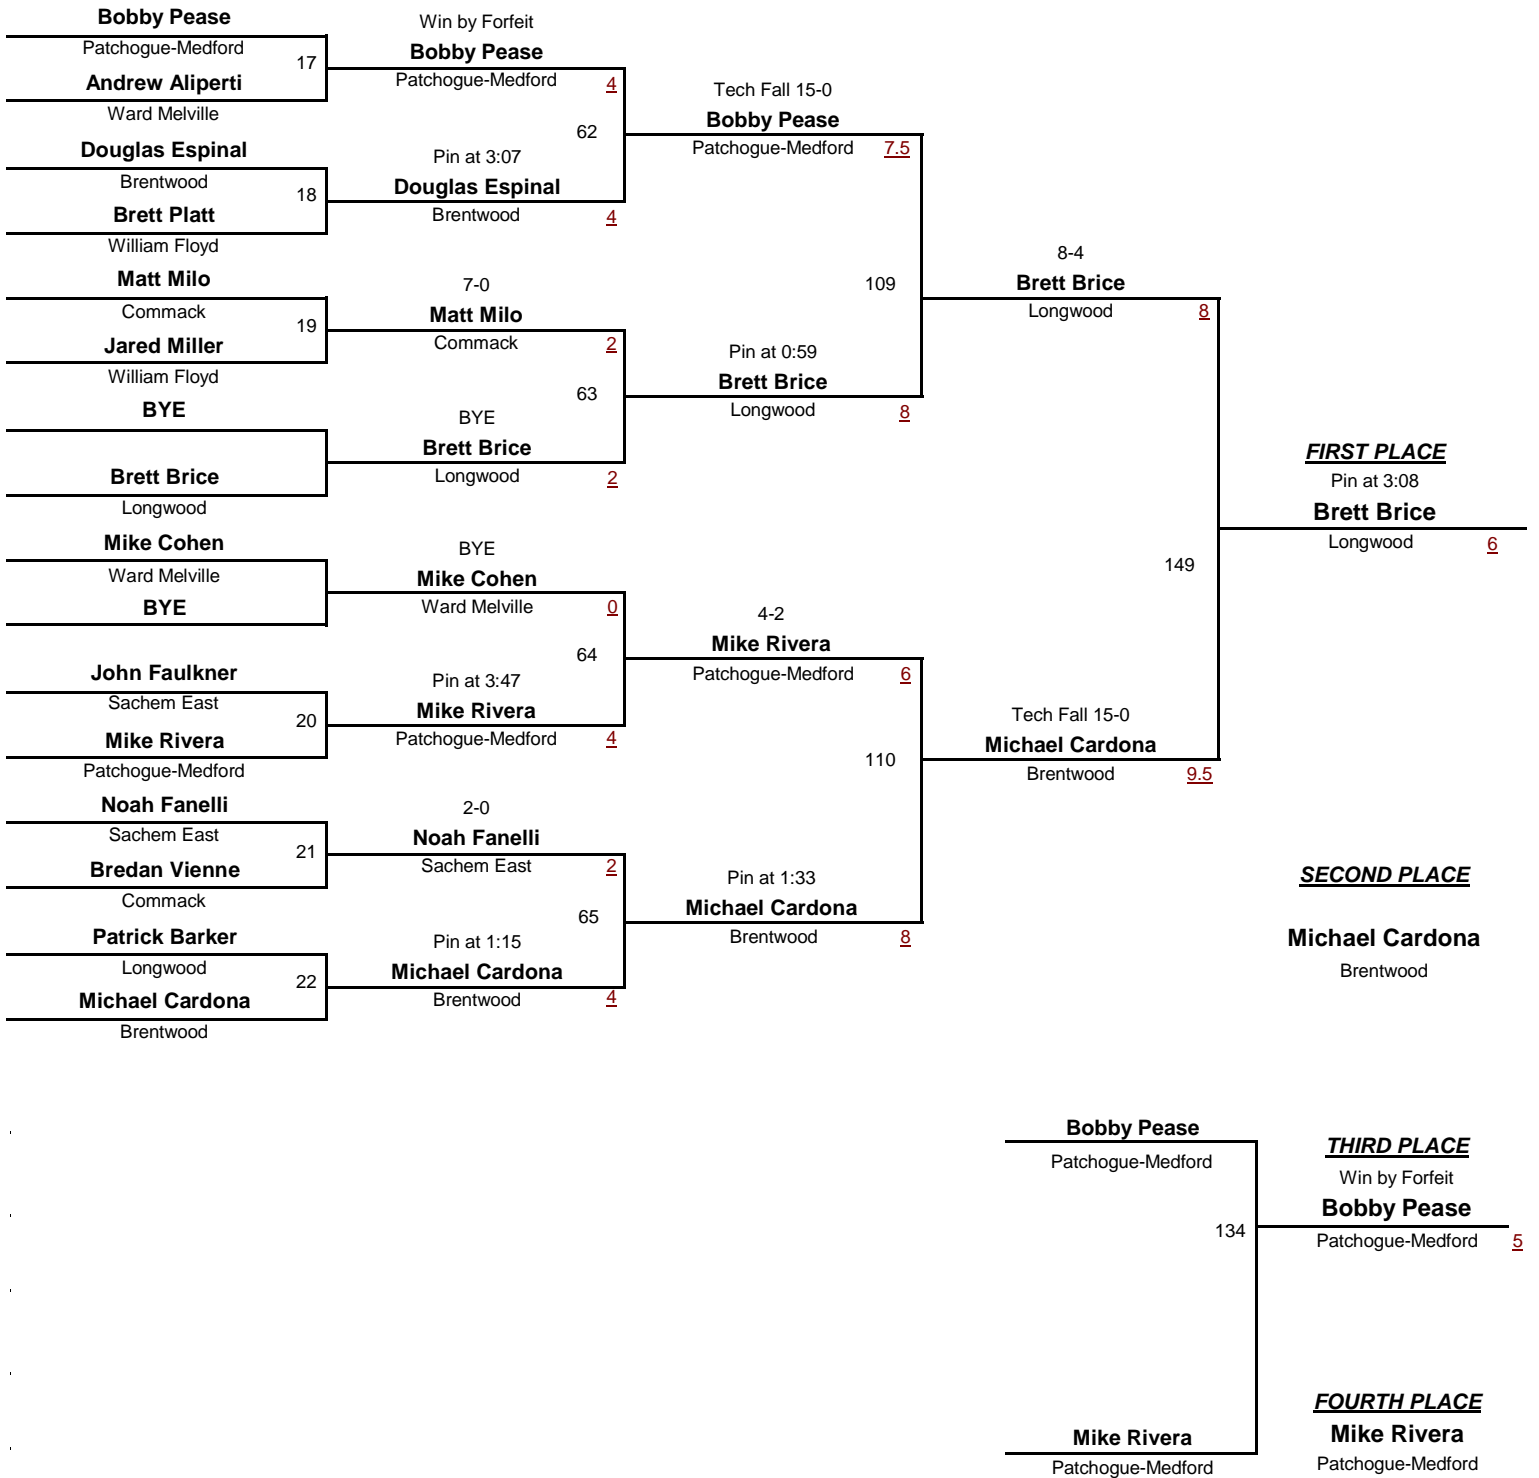 Bobby Pease
Patchogue-Medford
17
Andrew Aliperti
Ward Melville
Douglas Espinal
Brentwood
18
Brett Platt
William Floyd
Matt Milo
Commack
19
Jared Miller
William Floyd
BYE
Brett Brice
Longwood
Mike Cohen
Ward Melville
BYE
John Faulkner
Sachem East
20
Mike Rivera
Patchogue-Medford
Noah Fanelli
Sachem East
21
Bredan Vienne
Commack
Patrick Barker
Longwood
22
Michael Cardona
Brentwood
Win by Forfeit
Bobby Pease
Patchogue-Medford
4
62
Pin at 3:07
Douglas Espinal
Brentwood
4
7-0
Matt Milo
Commack
2
63
BYE
Brett Brice
Longwood
2
BYE
Mike Cohen
Ward Melville
0
64
Pin at 3:47
Mike Rivera
Patchogue-Medford
4
2-0
Noah Fanelli
Sachem East
2
65
Pin at 1:15
Michael Cardona
Brentwood
4
Tech Fall 15-0
Bobby Pease
Patchogue-Medford
7.5
109
Pin at 0:59
Brett Brice
Longwood
8
4-2
Mike Rivera
Patchogue-Medford
6
110
Pin at 1:33
Michael Cardona
Brentwood
8
8-4
Brett Brice
Longwood
8
149
Tech Fall 15-0
Michael Cardona
Brentwood
9.5
FIRST PLACE
Pin at 3:08
Brett Brice
Longwood
6
SECOND PLACE
Michael Cardona
Brentwood
Bobby Pease
Patchogue-Medford
134
Mike Rivera
Patchogue-Medford
THIRD PLACE
Win by Forfeit
Bobby Pease
Patchogue-Medford
5
FOURTH PLACE
Mike Rivera
Patchogue-Medford